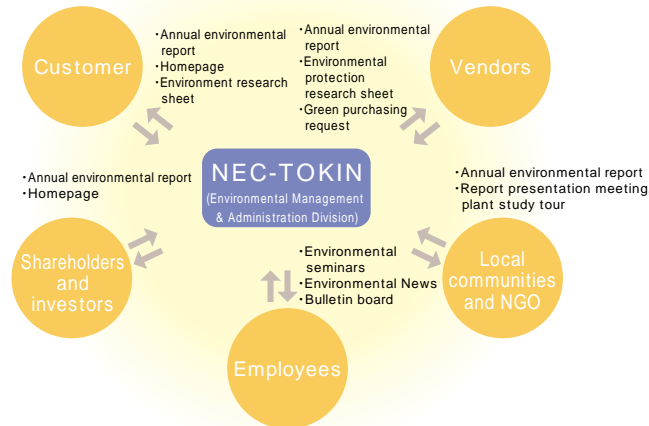 Customer
・Annual environmental
report
・Homepage
・Environment research
sheet
・Annual environmental
report
・Environmental
protection
research sheet
・Green purchasing
request
Vendors
NEC-TOKIN
(Environmental Management
& Administration Division)
・Annual environmental report
・Homepage
・Annual environmental report
・Report presentation meeting
plant study tour
Shareholders
and
investors
・Environmental
seminars
・Environmental News
・Bulletin board
Local
communities
and NGO
Employees